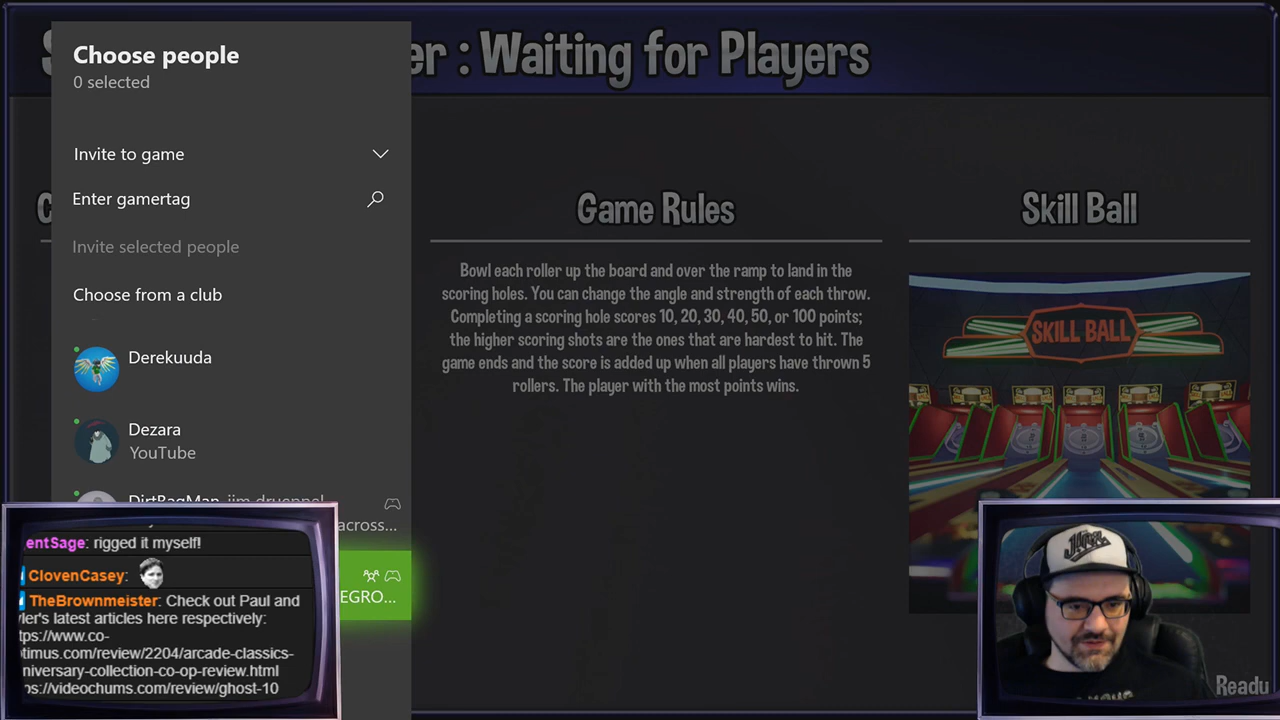 Choose people
0 selected
Invite to game
Enter gamertag
Invite selected people
Choose from a club
Derekuuda
Dezara
YouTube
DirtBagMan jim drueppel
across...
EGRO...
er : Waiting for Players
Game Rules
Bowl each roller up the board and over the ramp to land in the
scoring holes. You can change the angle and strength of each throw.
Completing a scoring hole scores 10, 20, 30, 40, 50, or 100 points;
the higher scoring shots are the ones that are hardest to hit. The
game ends and the score is added up when all players have thrown 5
rollers. The player with the most points wins.
Skill Ball
SKILL BALL
entSage: rigged it myself!
ClovenCasey:
TheBrownmeister: Check out Paul and
ler's latest articles here respectively:
tps://www.co-
timus.com/review/2204/arcade-classics-
niversary-collection-co-op-review.html
ps://videochums.com/review/ghost-10
Ready